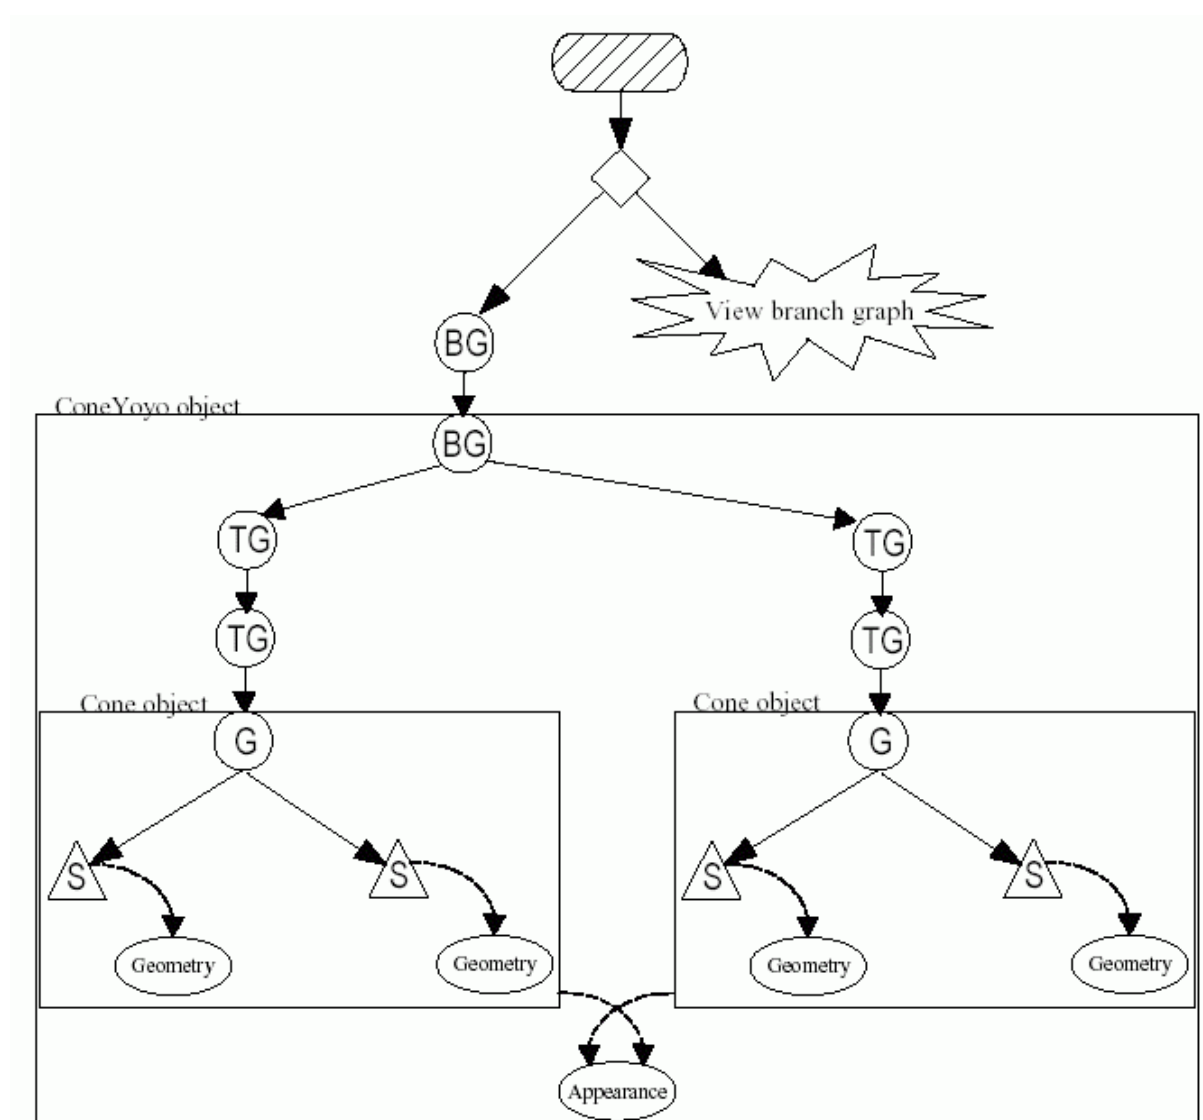 View branch graph
BG
ConeYoyo object
BG
TG
TG
TG
TG
Cone object
Cone object
G
G
S
S
S
S
Geometry
Geometry
Geometry
Geometry
Appearance